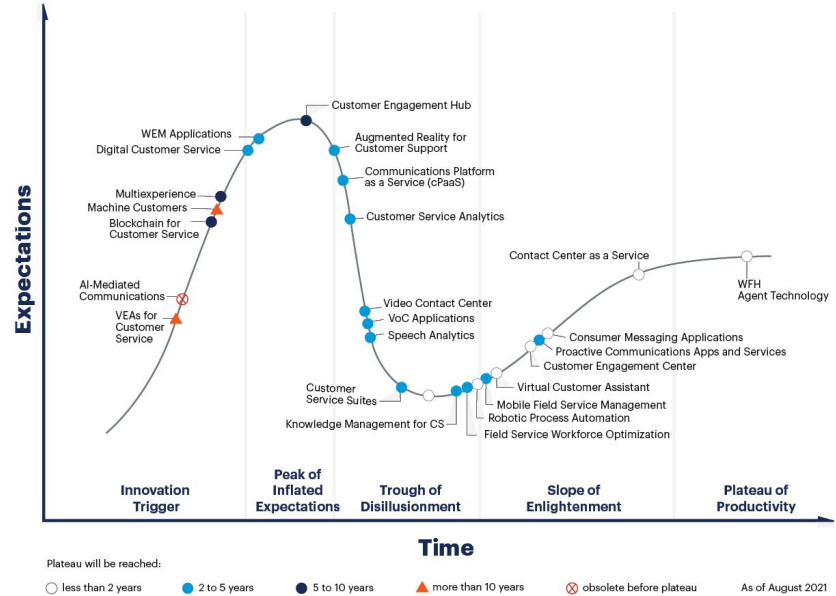 Customer Engagement Hub
WEM Applications
Digital Customer Service
Augmented Reality for
Customer Support
Communications Platform
as a Service (cPaaS)
Multiexperience
Machine Customers
Blockchain for
Customer Service
Customer Service Analytics
AI-Mediated
Communications
VEAs for
Customer
Service
Video Contact Center
VoC Applications
Speech Analytics
Customer
Service Suites
Knowledge Management for CS
Contact Center as a Service
WFH
Agent Technology
Consumer Messaging Applications
Proactive Communications Apps and Services
Customer Engagement Center
Virtual Customer Assistant
Mobile Field Service Management
Robotic Process Automation
Field Service Workforce Optimization
Expectations
Innovation
Trigger
Peak of
Inflated
Expectations
Trough of
Disillusionment
Slope of
Enlightenment
Plateau of
Productivity
Time
Plateau will be reached:
less than 2 years
2 to 5 years
5 to 10 years
more than 10 years
obsolete before plateau
As of August 2021